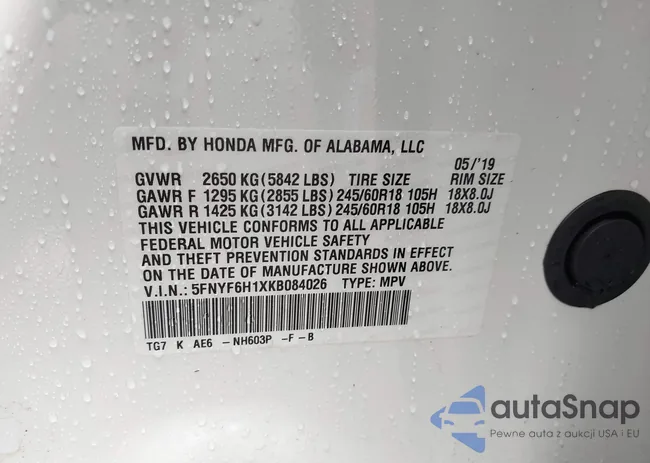 MFD. BY HONDA MFG. OF ALABAMA, LLC
05/'19
GVWR 2650 KG (5842 LBS) TIRE SIZE RIM SIZE
GAWR F 1295 KG (2855 LBS) 245/60R18 105H 18X8.0J
GAWR R 1425 KG (3142 LBS) 245/60R18 105H 18X8.0J
THIS VEHICLE CONFORMS TO ALL APPLICABLE
FEDERAL MOTOR VEHICLE SAFETY
AND THEFT PREVENTION STANDARDS IN EFFECT
ON THE DATE OF MANUFACTURE SHOWN ABOVE.
V.I.N.: 5FNYF6H1XKB084026 TYPE: MPV
TG7 K AE6 -NH603P -F-B
autaSnap
Pewne auta z aukcji USA i EU